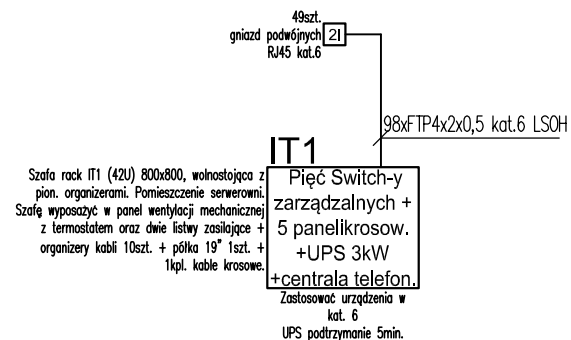 49szt.
gniazd podwójnych
RJ45 kat.6
2I
98xFTP4x2x0,5 kat.6 LSOH
IT1
Szafa rack IT1 (42U) 800x800, wolnostojąca z
pion. organizerami. Pomieszczenie serwerowni.
Szafę wyposażyć w panel wentylacji mechanicznej
z termostatem oraz dwie listwy zasilające +
organizery kabli 10szt. + półka 19" 1szt. +
1kpl. kable krosowe.
Pięć Switch-y
zarządzalnych +
5 panelikrosow.
+UPS 3kW
+centrala telefon.
Zastosować urządzenia w
kat. 6
UPS podtrzymanie 5min.